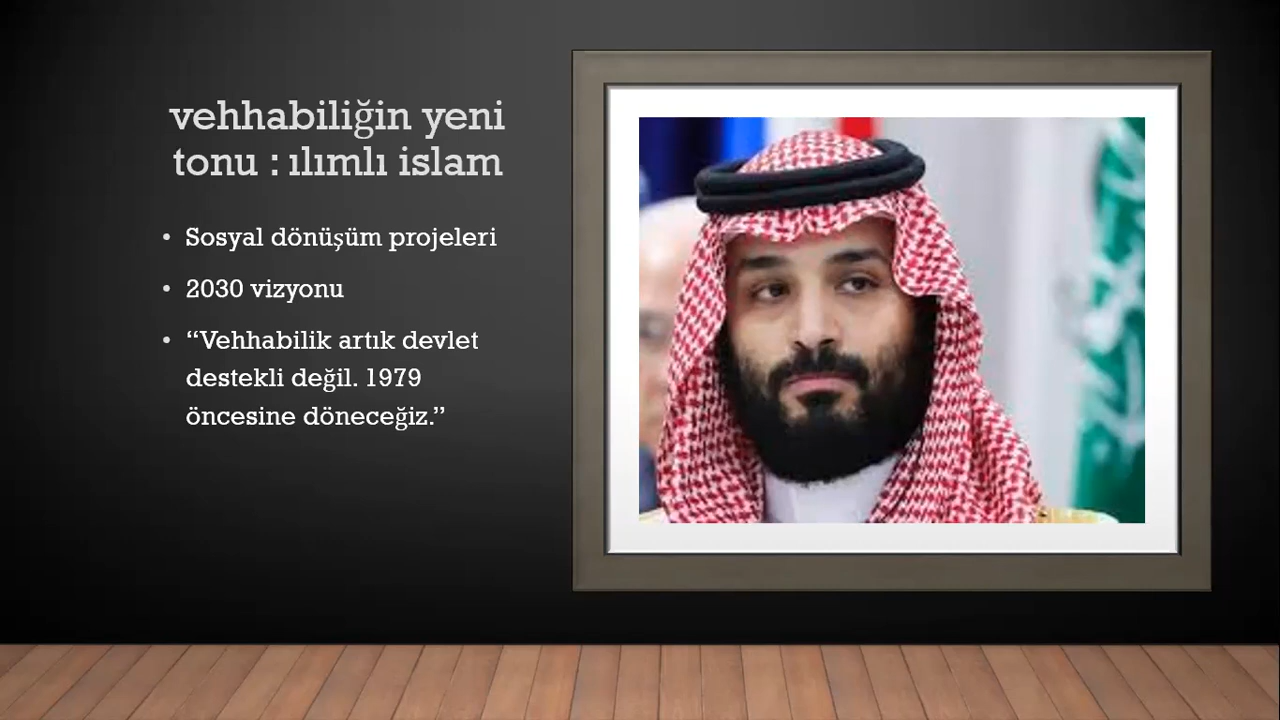 vehhabiliğin yeni
tonu : ılımlı islam
• Sosyal dönüşüm projeleri
• 2030 vizyonu
• “Vehhabilik artık devlet
destekli değil. 1979
öncesine döneceğiz.”